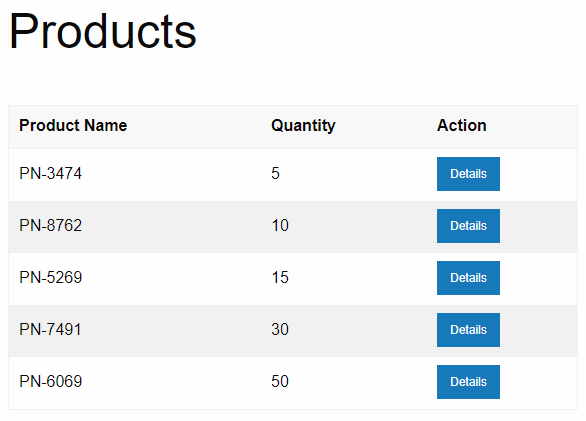 Products
Product Name Quantity Action
PN-3474 5 Details
PN-8762 10 Details
PN-5269 15 Details
PN-7491 30 Details
PN-6069 50 Details